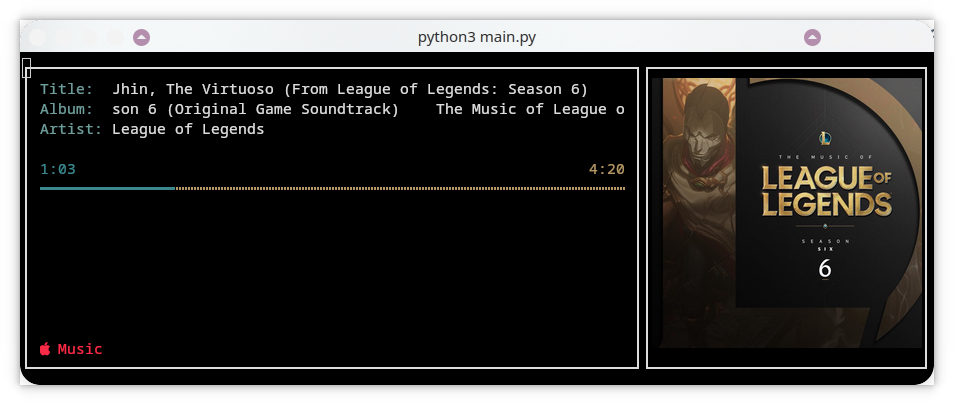 python3 main.py
Title: Jhin, The Virtuoso (From League of Legends: Season 6)
Album: son 6 (Original Game Soundtrack) The Music of League o
Artist: League of Legends
1:03 4:20
Music
L
THE MUSIC OF
LEAGUE OF
LEGENDS
SEASON
SIX
6